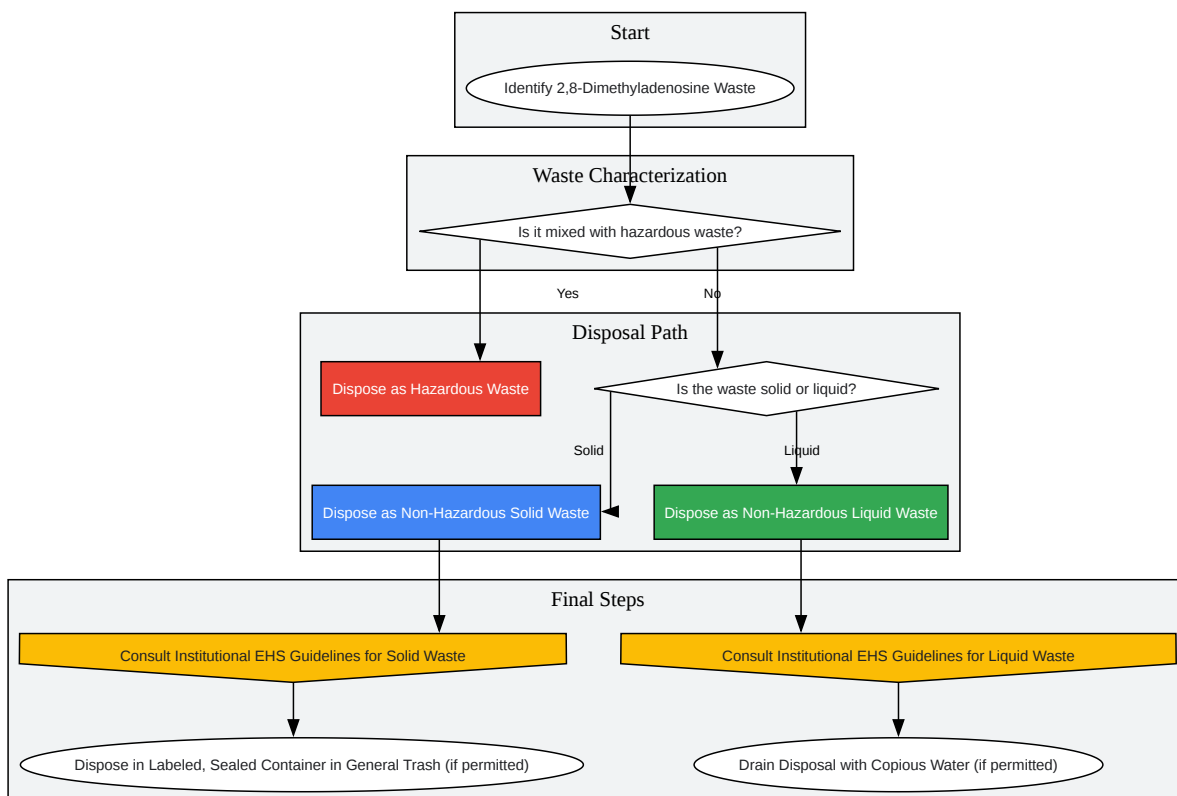 Start
Identify 2,8-Dimethyladenosine Waste
Waste Characterization
Is it mixed with hazardous waste?
Yes
No
Disposal Path
Dispose as Hazardous Waste
Is the waste solid or liquid?
Solid
Liquid
Dispose as Non-Hazardous Solid Waste
Dispose as Non-Hazardous Liquid Waste
Final Steps
Consult Institutional EHS Guidelines for Solid Waste
Consult Institutional EHS Guidelines for Liquid Waste
Dispose in Labeled, Sealed Container in General Trash (if permitted)
Drain Disposal with Copious Water (if permitted)